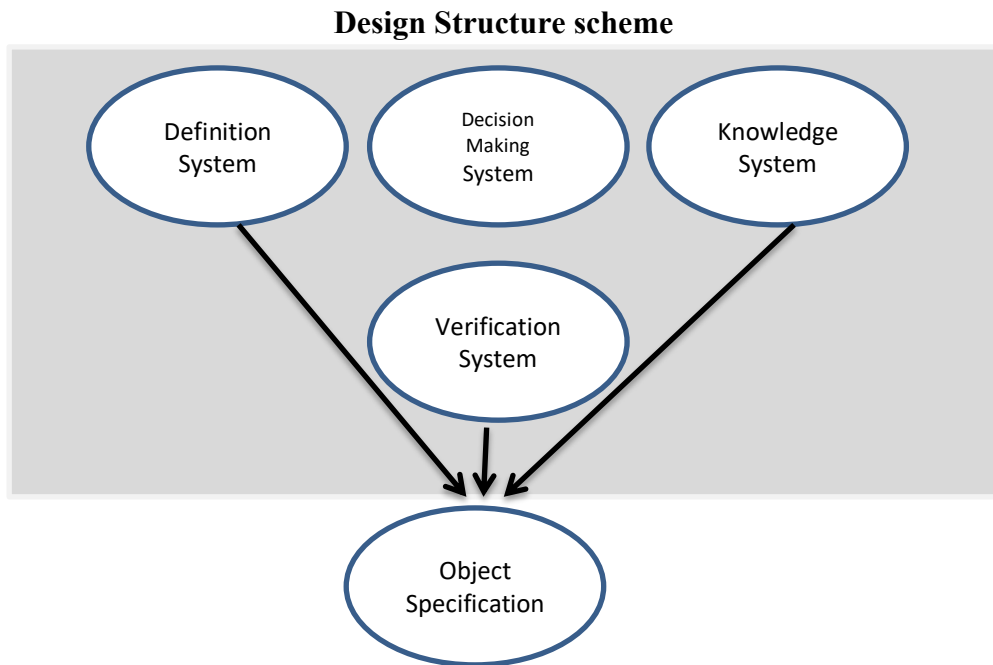 Design Structure scheme
Definition
System
Decision
Making
System
Knowledge
System
Verification
System
Object
Specification